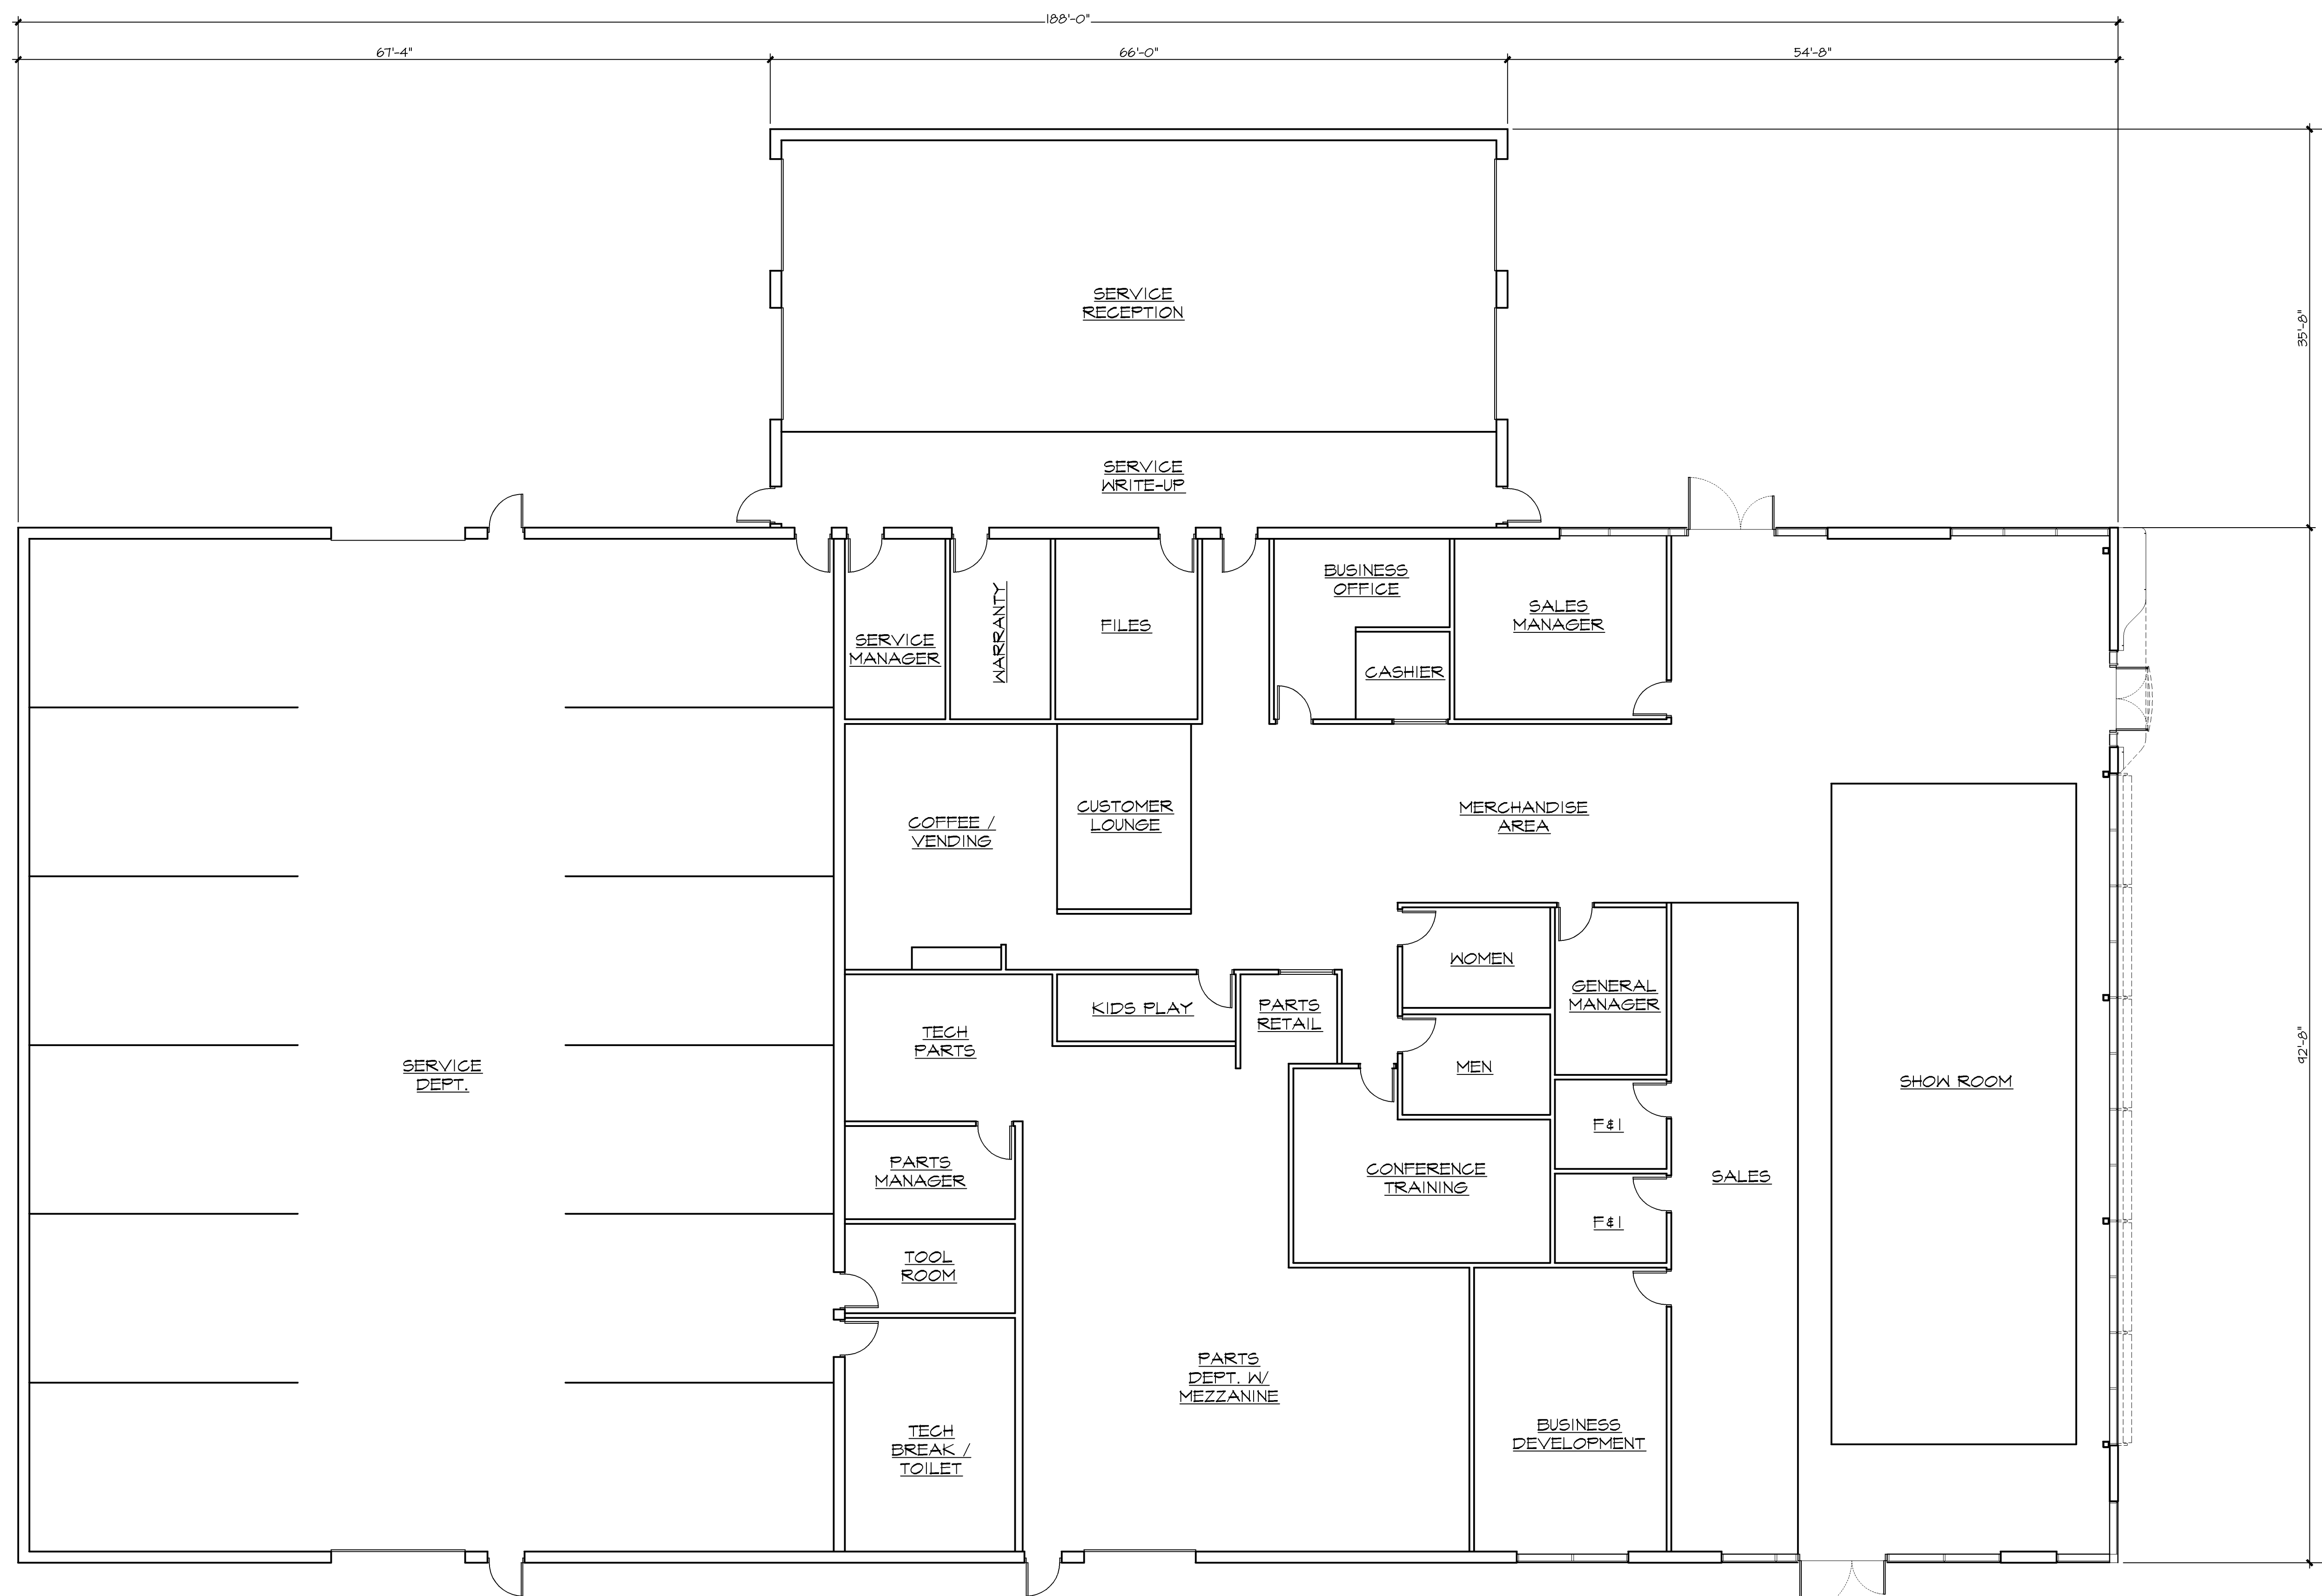 188'-0"
67'-4"
66'-0"
54'-8"
35'-8"
SERVICE
RECEPTION
SERVICE
WRITE-UP
BUSINESS
OFFICE
SALES
MANAGER
SERVICE
MANAGER
WARRANTY
FILES
CASHIER
COFFEE /
VENDING
CUSTOMER
LOUNGE
MERCHANDISE
AREA
WOMEN
GENERAL
MANAGER
KIDS PLAY
PARTS
RETAIL
TECH
PARTS
SERVICE
DEPT.
MEN
SHOW ROOM
92'-8"
F&I
PARTS
MANAGER
CONFERENCE
TRAINING
SALES
F&I
TOOL
ROOM
PARTS
DEPT. W/
MEZZANINE
TECH
BREAK /
TOILET
BUSINESS
DEVELOPMENT